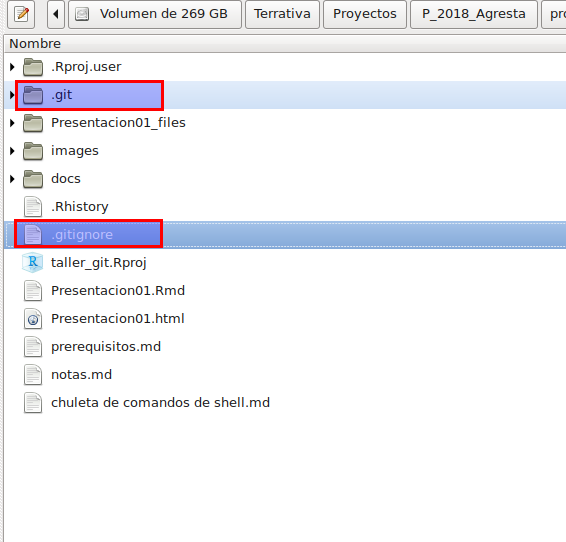 Volumen de 269 GB Terrativa Proyectos P_2018_Agresta
Nombre
.Rproj.user
.git
Presentacion01_files
images
docs
.Rhistory
.gitignore
taller_git.Rproj
Presentacion01.Rmd
Presentacion01.html
prerequisitos.md
notas.md
chuleta de comandos de shell.md